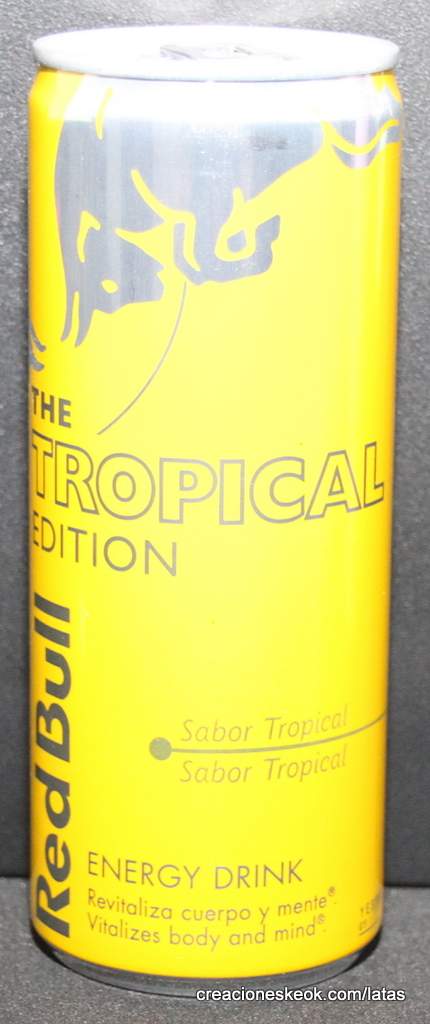 THE
TROPICAL
EDITION
Red Bull
Sabor Tropical
Sabor Tropical
ENERGY DRINK
Revitaliza cuerpo y mente®.
Vitalizes body and mind®.
creacioneskeok.com/latas